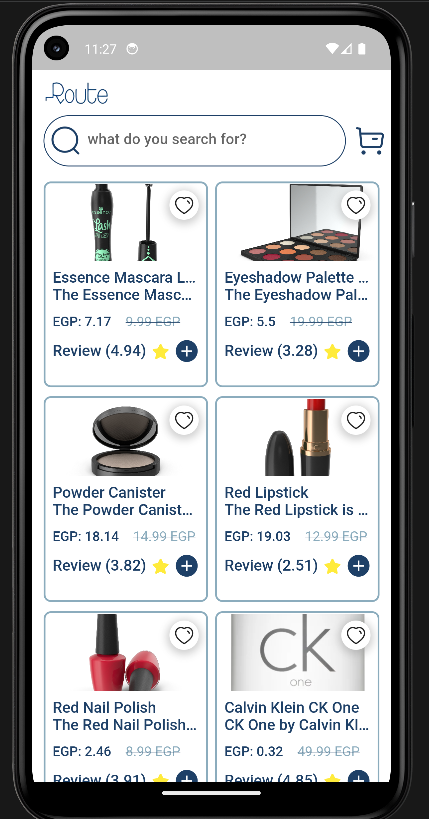 11:27
Route
what do you search for?
essence
Lash
Essence Mascara L...
The Essence Masc...
EGP: 7.17 9.99 EGP
Review (4.94)
Eyeshadow Palette ...
The Eyeshadow Pal...
EGP: 5.5 19.99 EGP
Review (3.28)
Powder Canister
The Powder Canist...
EGP: 18.14 14.99 EGP
Review (3.82)
Red Lipstick
The Red Lipstick is ...
EGP: 19.03 12.99 EGP
Review (2.51)
Red Nail Polish
The Red Nail Polish...
EGP: 2.46 8.99 EGP
Review (3.91)
ck
one
Calvin Klein CK One
CK One by Calvin Kl...
EGP: 0.32 49.99 EGP
Review (4.85)